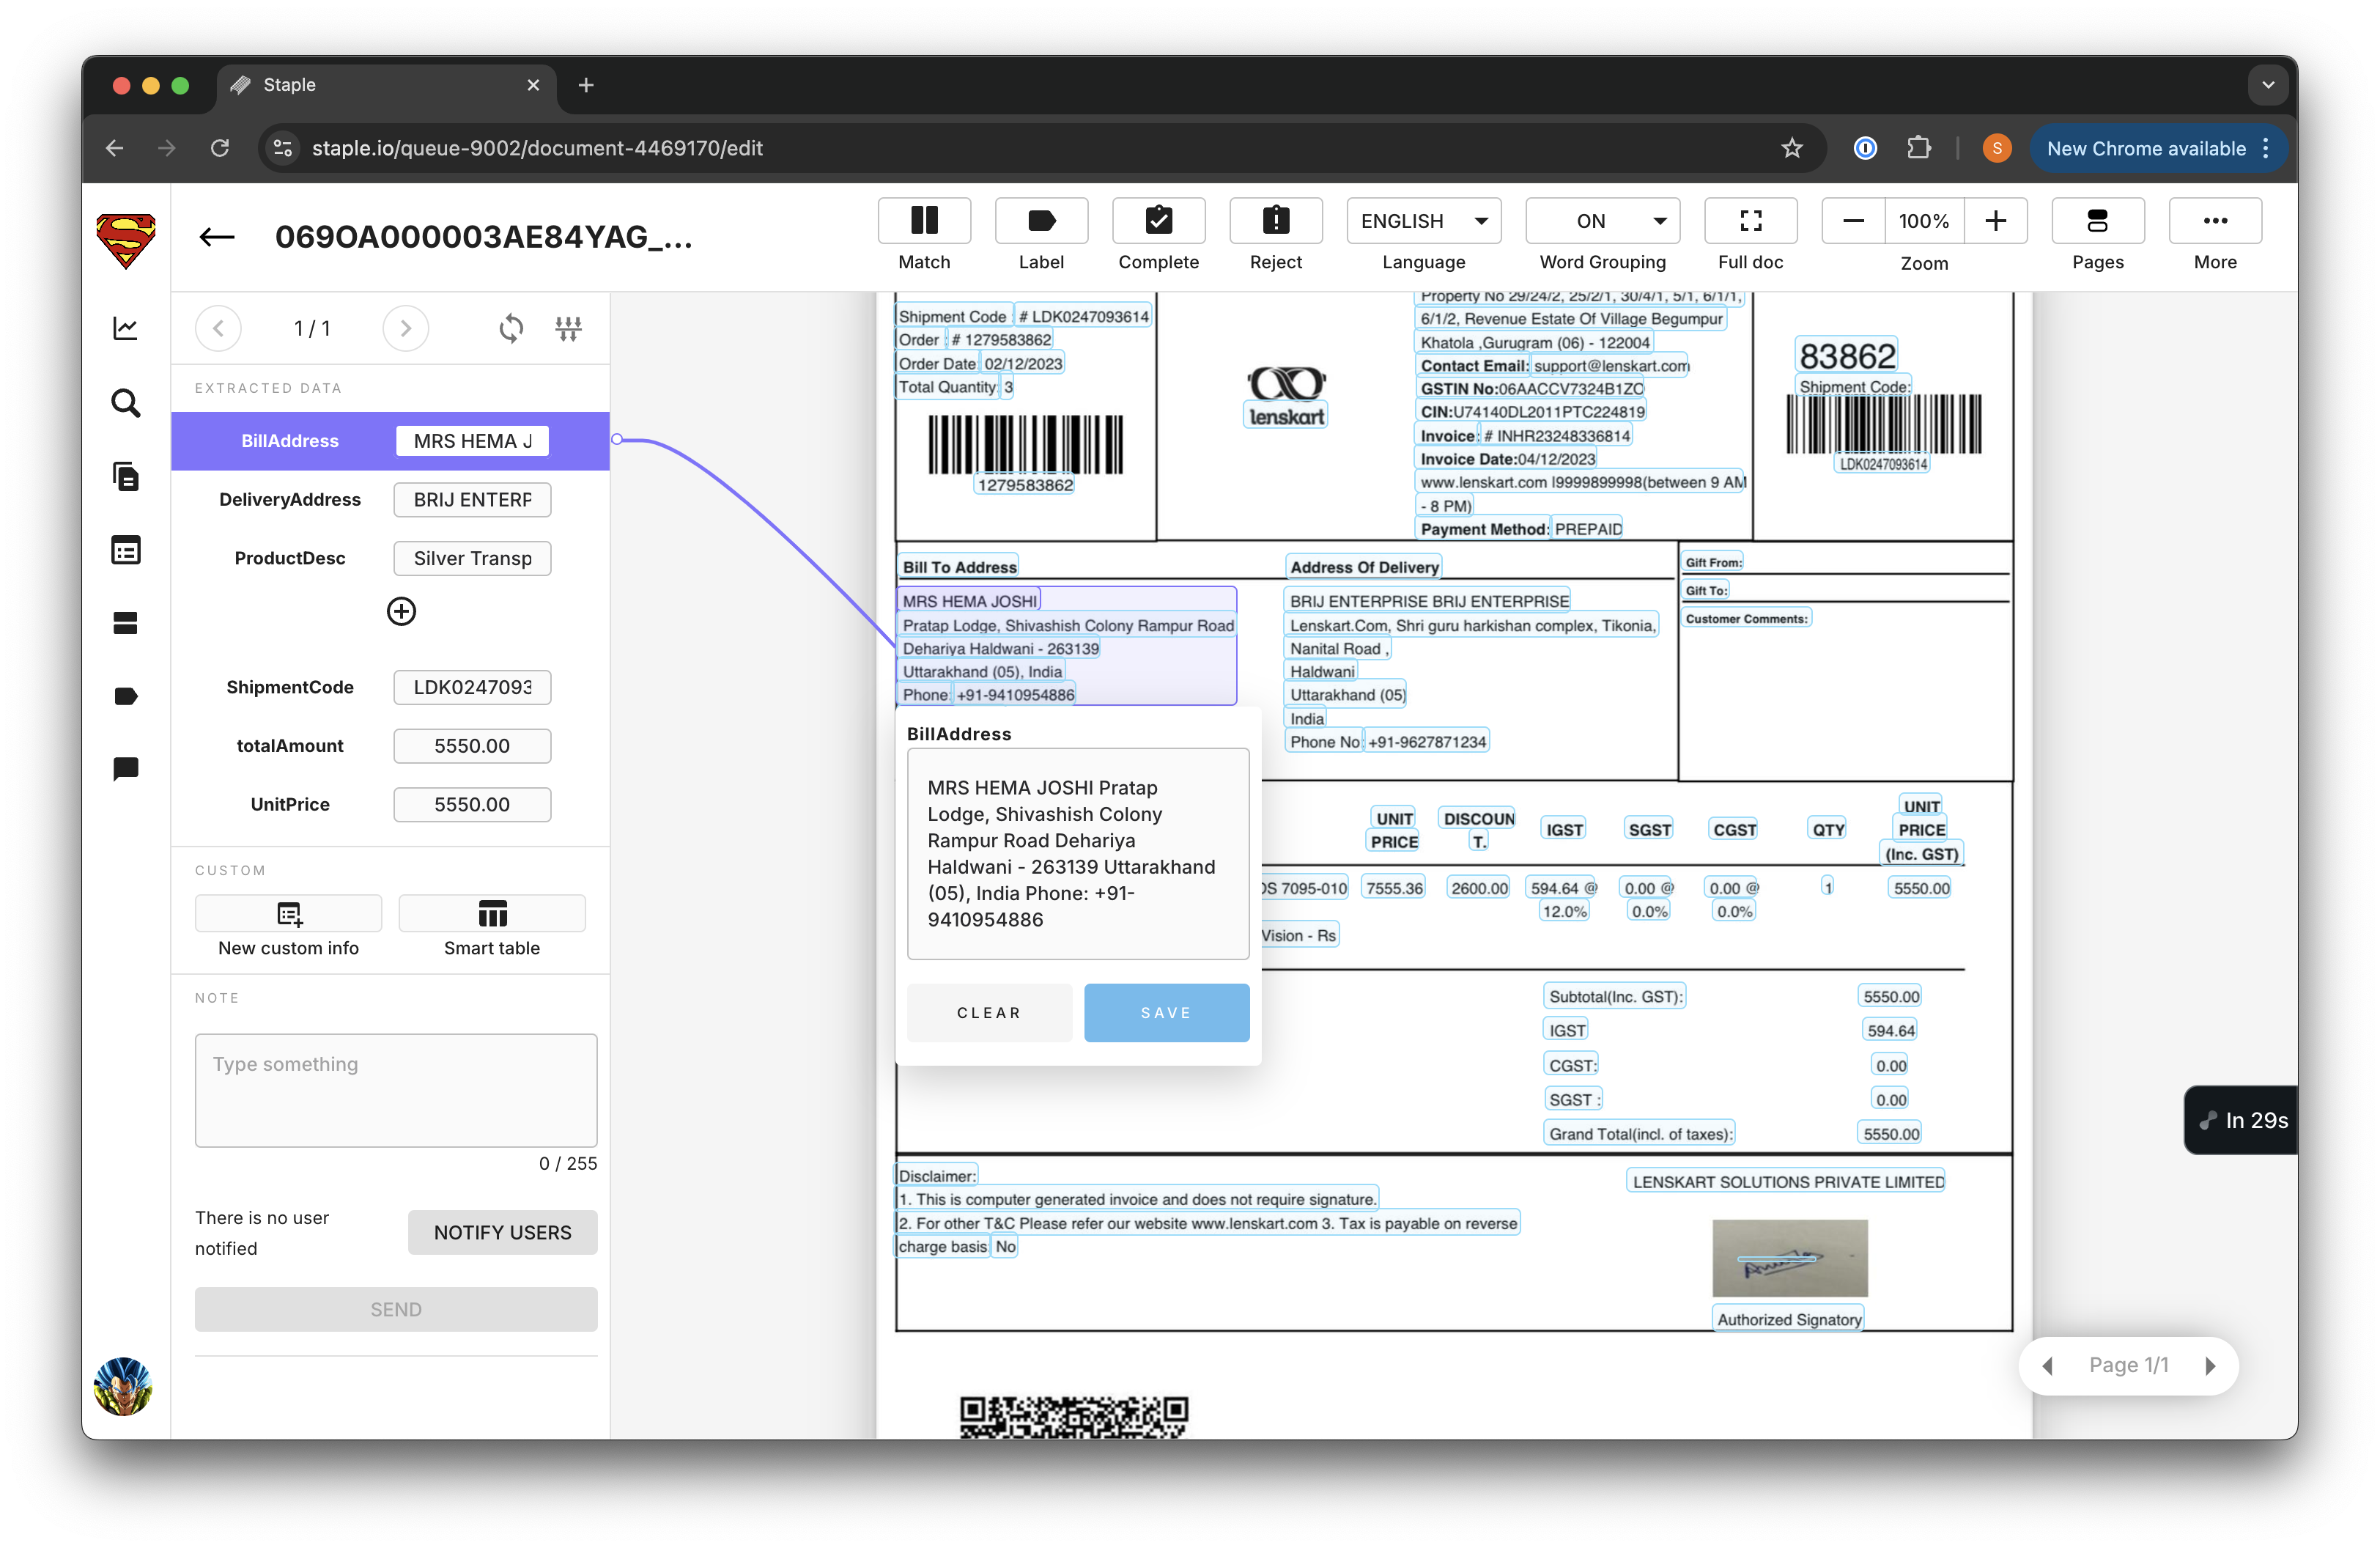 Staple
staple.io/queue-9002/document-4469170/edit
S
New Chrome available
069OA000003AE84YAG_...
ENGLISH
ON
100%
Match
Label
Complete
Reject
Language
Word Grouping
Full doc
Zoom
Pages
More
1 / 1
EXTRACTED DATA
BillAddress MRS HEMA J
DeliveryAddress BRIJ ENTERP
ProductDesc Silver Transp
ShipmentCode LDK0247093
totalAmount 5550.00
UnitPrice 5550.00
CUSTOM
New custom info
Smart table
NOTE
Type something
0 / 255
There is no user
notified
NOTIFY USERS
SEND
Shipment Code : # LDK0247093614
Order : # 1279583862
Order Date: 02/12/2023
Total Quantity: 3
1279583862
lenskart
Property No 29/24/2, 25/2/1, 30/4/1, 5/1, 6/1/1,
6/1/2, Revenue Estate Of Village Begumpur
Khatola ,Gurugram (06) - 122004
Contact Email: support@lenskart.com
GSTIN No:06AACCV7324B1ZO
CIN:U74140DL2011PTC224819
Invoice: # INHR23248336814
Invoice Date:04/12/2023
www.lenskart.com l9999899998(between 9 AM
- 8 PM)
Payment Method: PREPAID
83862
Shipment Code:
LDK0247093614
Bill To Address
MRS HEMA JOSHI
Pratap Lodge, Shivashish Colony Rampur Road
Dehariya Haldwani - 263139
Uttarakhand (05), India
Phone: +91-9410954886
Address Of Delivery
BRIJ ENTERPRISE BRIJ ENTERPRISE
Lenskart.Com, Shri guru harkishan complex, Tikonia,
Nanital Road ,
Haldwani
Uttarakhand (05)
India
Phone No: +91-9627871234
Gift From:
Gift To:
Customer Comments:
BillAddress
MRS HEMA JOSHI Pratap
Lodge, Shivashish Colony
Rampur Road Dehariya
Haldwani - 263139 Uttarakhand
(05), India Phone: +91-
9410954886
CLEAR
SAVE
UNIT
PRICE
DISCOUN
T.
IGST
SGST
CGST
QTY
UNIT
PRICE
(Inc. GST)
OS 7095-010 7555.36 2600.00 594.64 @ 0.00 @ 0.00 @ 1 5550.00
12.0% 0.0% 0.0%
Vision - Rs
Subtotal(Inc. GST): 5550.00
IGST 594.64
CGST: 0.00
SGST : 0.00
Grand Total(incl. of taxes): 5550.00
In 29s
Disclaimer:
1. This is computer generated invoice and does not require signature.
2. For other T&C Please refer our website www.lenskart.com 3. Tax is payable on reverse
charge basis: No
LENSKART SOLUTIONS PRIVATE LIMITED
Authorized Signatory
Page 1/1